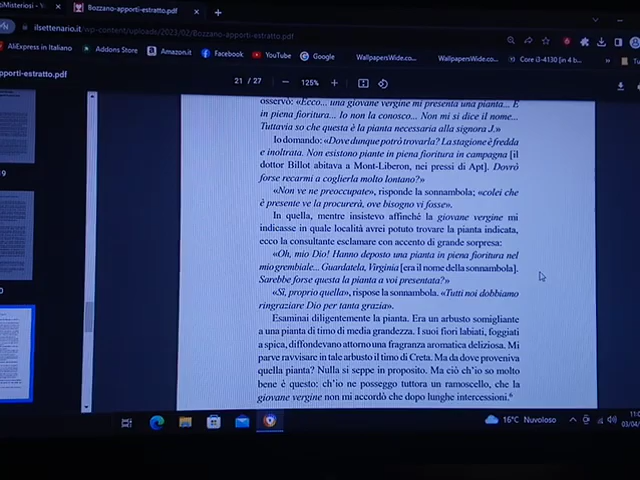 oMisteriosi - V
Bozzano-apporti-estratto.pdf
ilsettenario.it/wp-content/uploads/2023/02/Bozzano-apporti-estratto.pdf
AliExpress in Italiano
Addons Store
Amazon.it
Facebook
YouTube
Google
WallpapersWide.co...
WallpapersWide.co...
Core i3-4130 [in 4 b...
pporti-estratto.pdf
21 / 27
125%
osservò: «Ecco... una giovane vergine mi presenta una pianta... È
in piena fioritura... Io non la conosco... Non mi si dice il nome...
Tuttavia so che questa è la pianta necessaria alla signora J.»
Io domando: «Dove dunque potrò trovarla? La stagione è fredda
e inoltrata. Non esistono piante in piena fioritura in campagna [il
dottor Billot abitava a Mont-Liberon, nei pressi di Apt]. Dovrò
forse recarmi a coglierla molto lontano?»
«Non ve ne preoccupate», risponde la sonnambula; «colei che
è presente ve la procurerà, ove bisogno vi fosse».
In quella, mentre insistevo affinché la giovane vergine mi
indicasse in quale località avrei potuto trovare la pianta indicata,
ecco la consultante esclamare con accento di grande sorpresa:
«Oh, mio Dio! Hanno deposto una pianta in piena fioritura nel
mio grembiale... Guardatela, Virginia [era il nome della sonnambula].
Sarebbe forse questa la pianta a voi presentata?»
«Sì, proprio quella», rispose la sonnambula. «Tutti noi dobbiamo
ringraziare Dio per tanta grazia».
Esaminai diligentemente la pianta. Era un arbusto somigliante
a una pianta di timo di media grandezza. I suoi fiori labiati, foggiati
a spica, diffondevano attorno una fragranza aromatica deliziosa. Mi
parve ravvisare in tale arbusto il timo di Creta. Ma da dove proveniva
quella pianta? Nulla si seppe in proposito. Ma ciò ch'io so molto
bene è questo: ch'io ne posseggo tuttora un ramoscello, che la
giovane vergine non mi accordò che dopo lunghe intercessioni.⁶
16°C Nuvoloso
03/04/